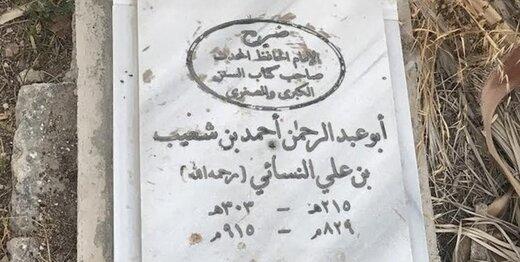 ضريح
الإمام الحافظ المحدث
صاحب كتاب السنن
الكبرى والصغرى
أبو عبد الرحمن أحمد بن شعيب
بن علي النسائي (رحمه الله)
٢١٥هـ - ٣٠٣هـ
٨٢٩م - ٩١٥م